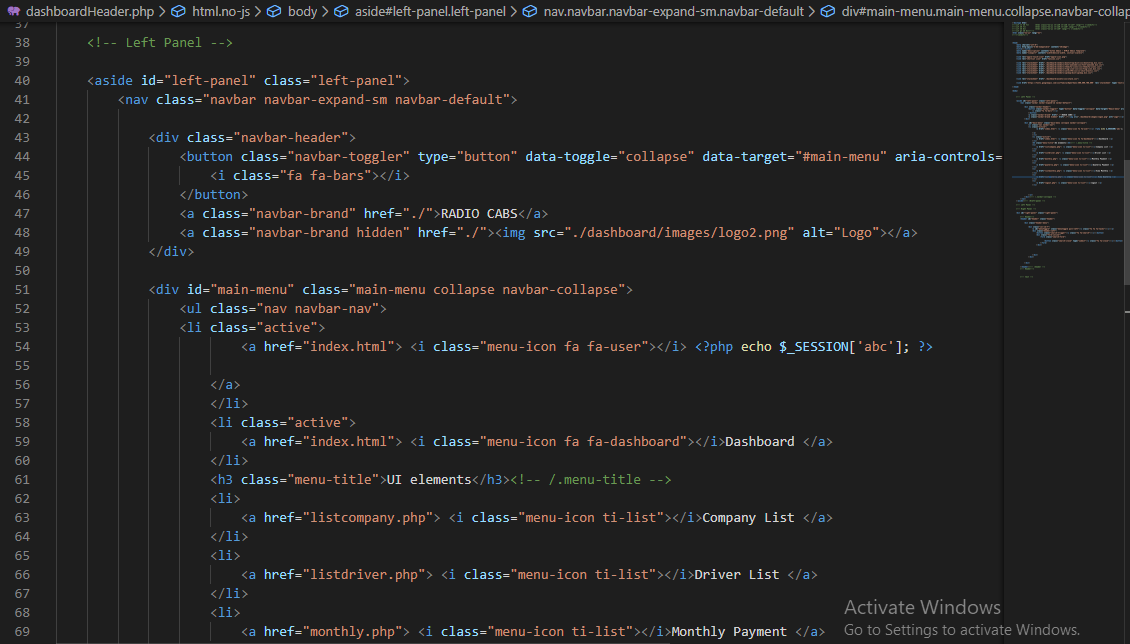 dashboardHeader.php > html.no-js > body > aside#left-panel.left-panel > nav.navbar.navbar-expand-sm.navbar-default > div#main-menu.main-menu.collapse.navbar-collap
37
38 <!-- Left Panel -->
39
40 <aside id="left-panel" class="left-panel">
41 <nav class="navbar navbar-expand-sm navbar-default">
42
43 <div class="navbar-header">
44 <button class="navbar-toggler" type="button" data-toggle="collapse" data-target="#main-menu" aria-controls=
45 <i class="fa fa-bars"></i>
46 </button>
47 <a class="navbar-brand" href="./">RADIO CABS</a>
48 <a class="navbar-brand hidden" href="./"><img src="./dashboard/images/logo2.png" alt="Logo"></a>
49 </div>
50
51 <div id="main-menu" class="main-menu collapse navbar-collapse">
52 <ul class="nav navbar-nav">
53 <li class="active">
54 <a href="index.html"> <i class="menu-icon fa fa-user"></i> <?php echo $_SESSION['abc']; ?>
55
56 </a>
57 </li>
58 <li class="active">
59 <a href="index.html"> <i class="menu-icon fa fa-dashboard"></i>Dashboard </a>
60 </li>
61 <h3 class="menu-title">UI elements</h3><!-- /.menu-title -->
62 <li>
63 <a href="listcompany.php"> <i class="menu-icon ti-list"></i>Company List </a>
64 </li>
65 <li>
66 <a href="listdriver.php"> <i class="menu-icon ti-list"></i>Driver List </a>
67 </li>
68 <li>
69 <a href="monthly.php"> <i class="menu-icon ti-list"></i>Monthly Payment </a>
Activate Windows
Go to Settings to activate Windows.